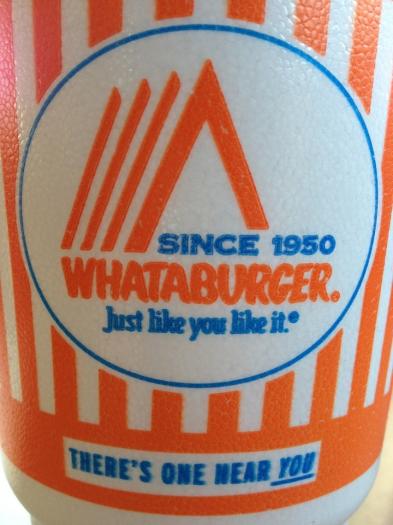 SINCE 1950
WHATABURGER.®
Just like you like it.®
THERE'S ONE NEAR YOU